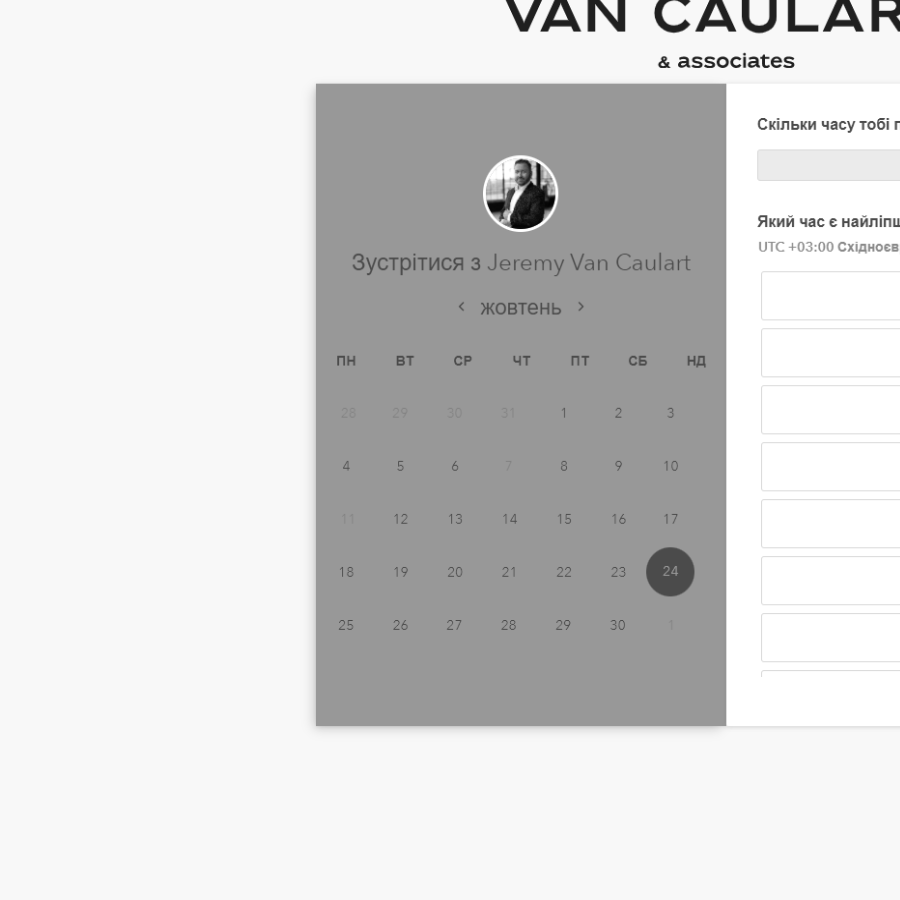 VAN CAULAR
& associates
Зустрітися з Jeremy Van Caulart
жовтень
ПН ВТ СР ЧТ ПТ СБ НД
28 29 30 31 1 2 3
4 5 6 7 8 9 10
11 12 13 14 15 16 17
18 19 20 21 22 23 24
25 26 27 28 29 30 1
Скільки часу тобі
Який час є
UTC +03:00